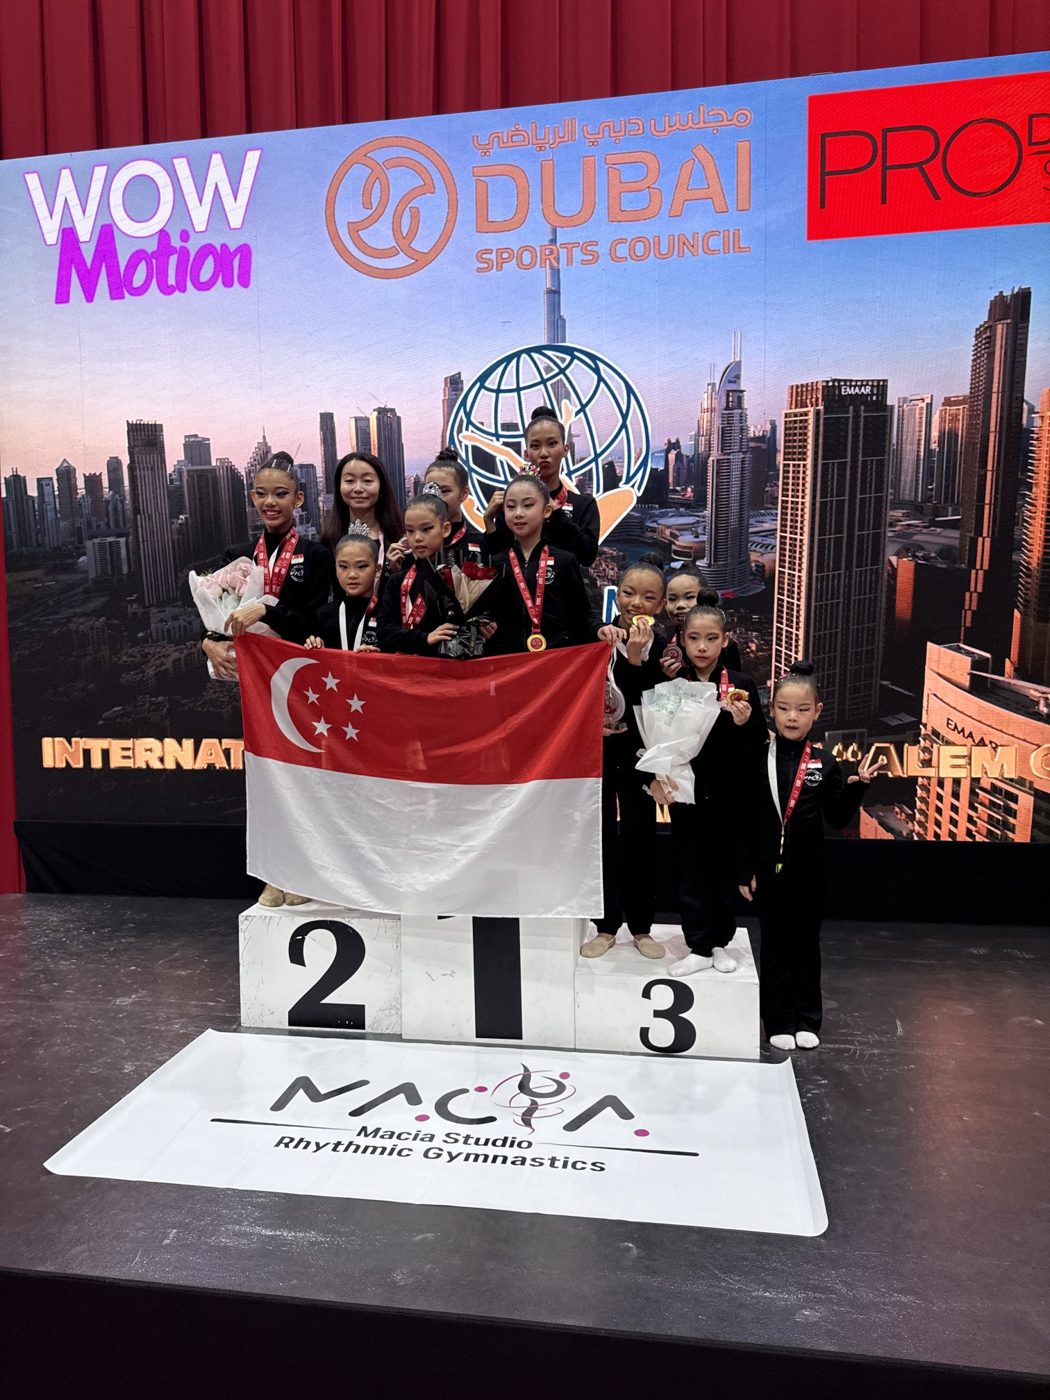 WOW
Motion
مجلس دبي الرياضي
DUBAI
SPORTS COUNCIL
PRO
EMAAR
EMAAR
INTERNAT
ALEM
2
1
3
MACIYA
Macia Studio
Rhythmic Gymnastics